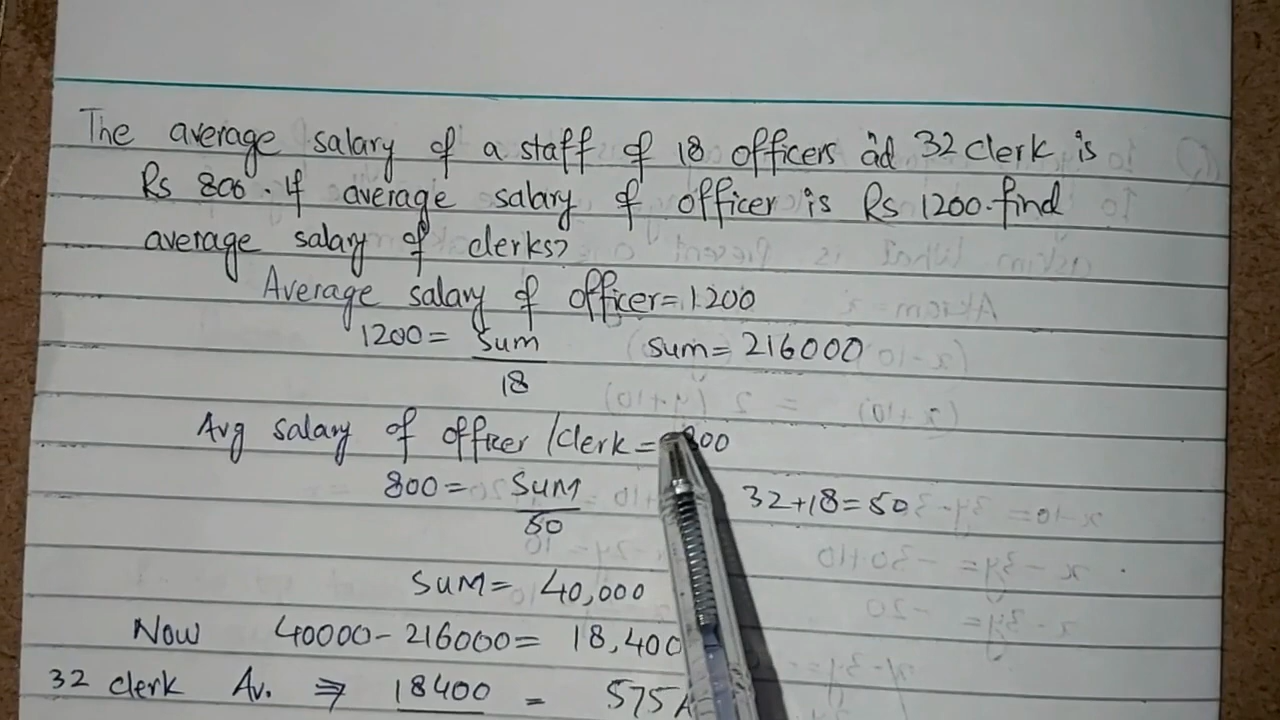 The average salary of a staff of 18 officers ad 32 clerk is
Rs 800. If average salary of officer is Rs 1200. find
average salary of clerks?
Average salary of officer = 1200
1200 = Sum sum = 216000
18
Avg salary of officer / clerk = 800
800 = Sum 32+18=50
50
Sum = 40,000
Now 40000 - 216000 = 18,400
32 clerk Av. ⇒ 18400 = 575